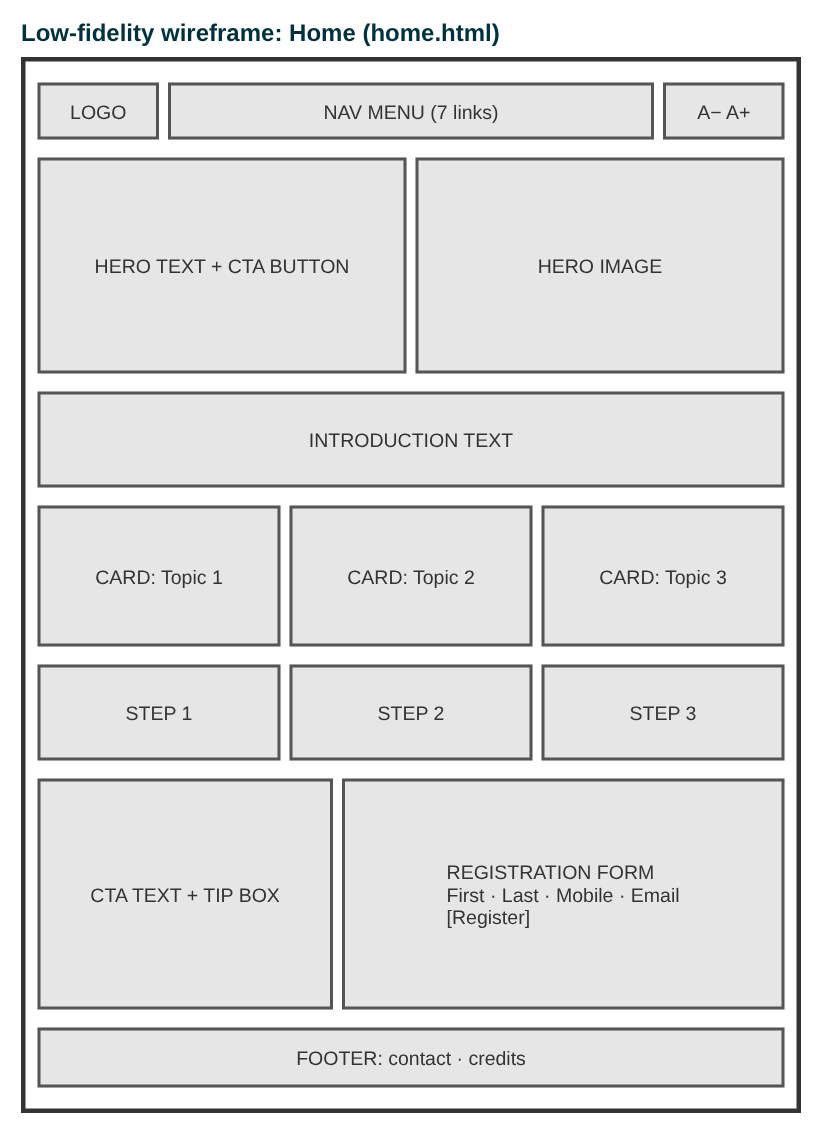 Low-fidelity wireframe: Home (home.html)
LOGO
NAV MENU (7 links)
A− A+
HERO TEXT + CTA BUTTON
HERO IMAGE
INTRODUCTION TEXT
CARD: Topic 1
CARD: Topic 2
CARD: Topic 3
STEP 1
STEP 2
STEP 3
CTA TEXT + TIP BOX
REGISTRATION FORM
First · Last · Mobile · Email
[Register]
FOOTER: contact · credits